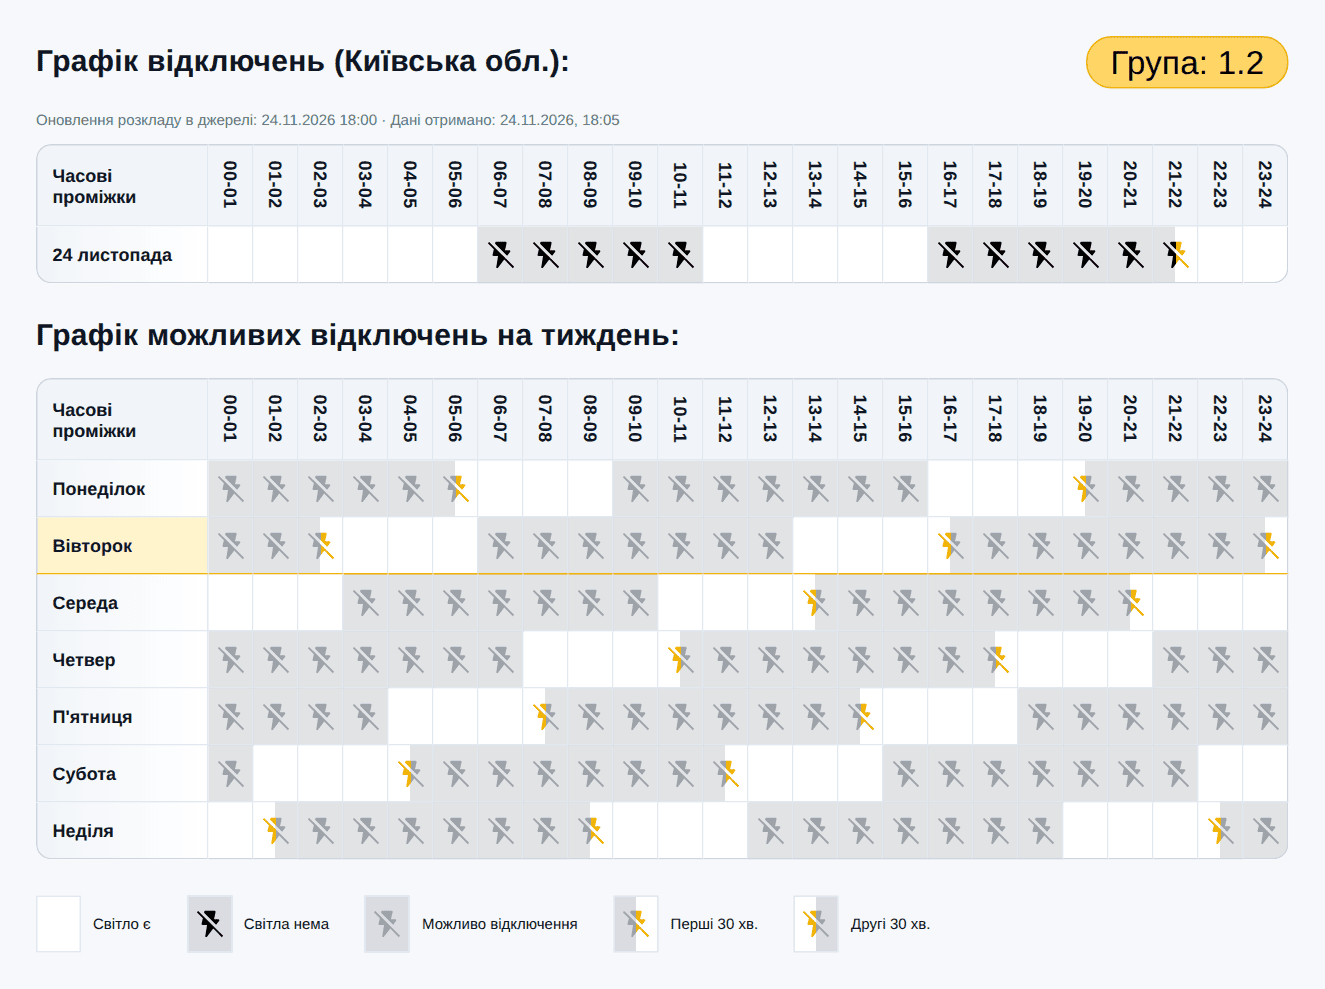 Графік відключень (Київська обл.):
Група: 1.2
Оновлення розкладу в джерелі: 24.11.2026 18:00 · Дані отримано: 24.11.2026, 18:05
Часові проміжки 00-01 01-02 02-03 03-04 04-05 05-06 06-07 07-08 08-09 09-10 10-11 11-12 12-13 13-14 14-15 15-16 16-17 17-18 18-19 19-20 20-21 21-22 22-23 23-24
24 листопада
Графік можливих відключень на тиждень:
Часові проміжки 00-01 01-02 02-03 03-04 04-05 05-06 06-07 07-08 08-09 09-10 10-11 11-12 12-13 13-14 14-15 15-16 16-17 17-18 18-19 19-20 20-21 21-22 22-23 23-24
Понеділок
Вівторок
Середа
Четвер
П'ятниця
Субота
Неділя
Світло є Світла нема Можливо відключення Перші 30 хв. Другі 30 хв.